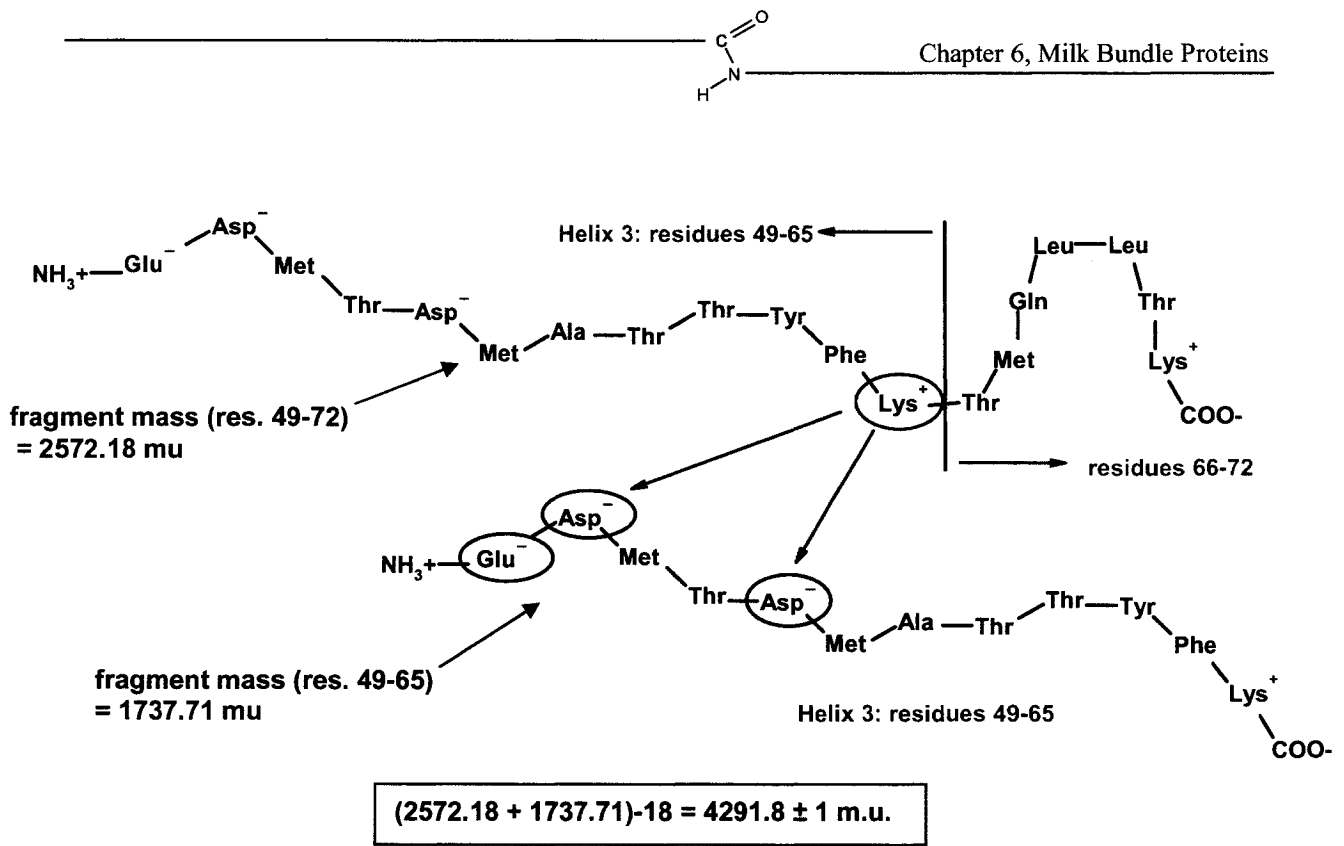 C
O
N
H
Chapter 6, Milk Bundle Proteins
NH₃+ Glu⁻ Asp⁻ Met Thr Asp⁻ Met Ala Thr Thr Tyr Phe Lys⁺ Thr Met Gln Leu Leu Thr Lys⁺ COO-
Helix 3: residues 49-65
residues 66-72
fragment mass (res. 49-72)
= 2572.18 mu
NH₃+ Glu⁻ Asp⁻ Met Thr Asp⁻ Met Ala Thr Thr Tyr Phe Lys⁺ COO-
fragment mass (res. 49-65)
= 1737.71 mu
Helix 3: residues 49-65
(2572.18 + 1737.71)-18 = 4291.8 ± 1 m.u.